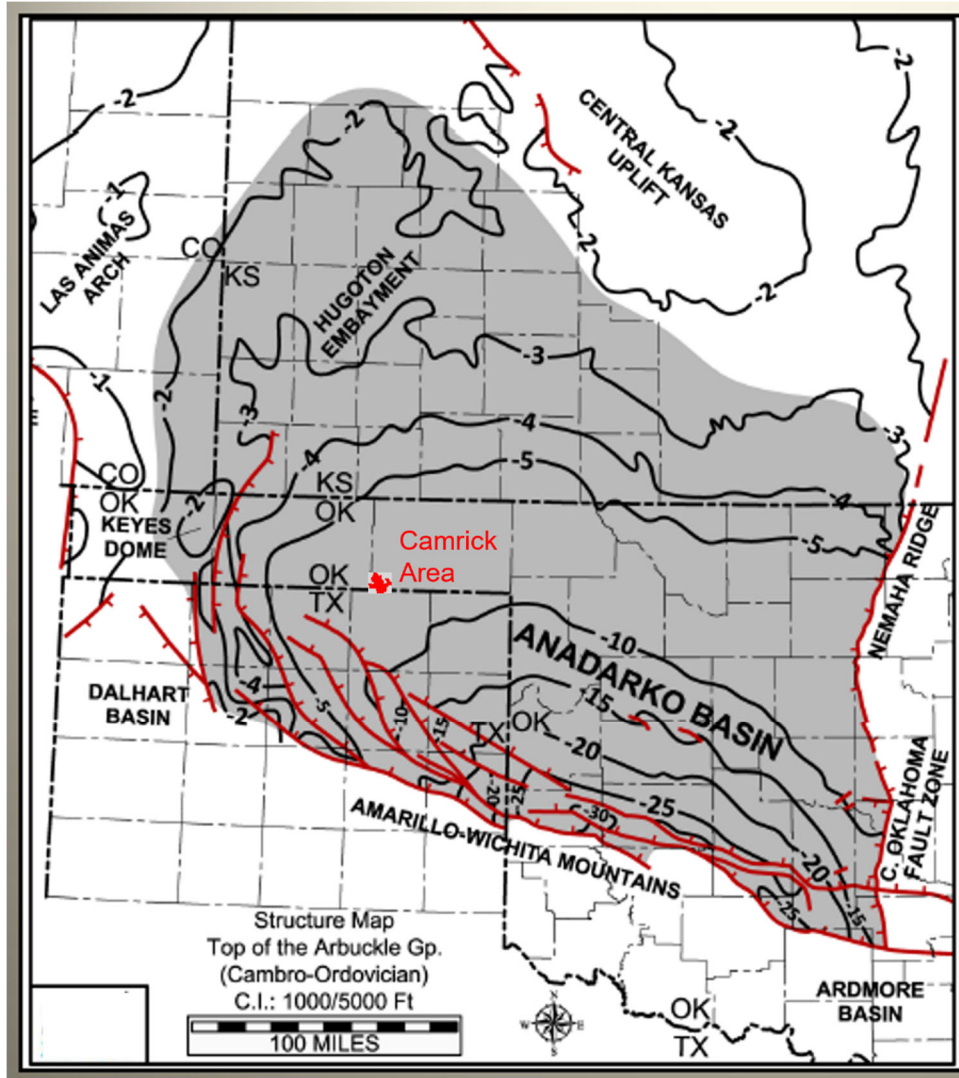 -2
-2
-2
-2
CENTRAL KANSAS
UPLIFT
-1
LAS ANIMAS
ARCH
CO
KS
-2
-2
HUGOTON
EMBAYMENT
-3
-1
-2
-3
-3
-4
-4
-5
-4
CO
OK
KS
OK
-2
KEYES
DOME
-5
Camrick
Area
OK
TX
NEMAHA RIDGE
-10
ANADARKO BASIN
-4
-2
-5
-10
-15
-15
DALHART
BASIN
TX
OK
-20
-20
-25
-25
-30
AMARILLO-WICHITA MOUNTAINS
C. OKLAHOMA
FAULT ZONE
-20
-25
-15
Structure Map
Top of the Arbuckle Gp.
(Cambro-Ordovician)
C.I.: 1000/5000 Ft
100 MILES
N
W
E
S
OK
TX
ARDMORE
BASIN